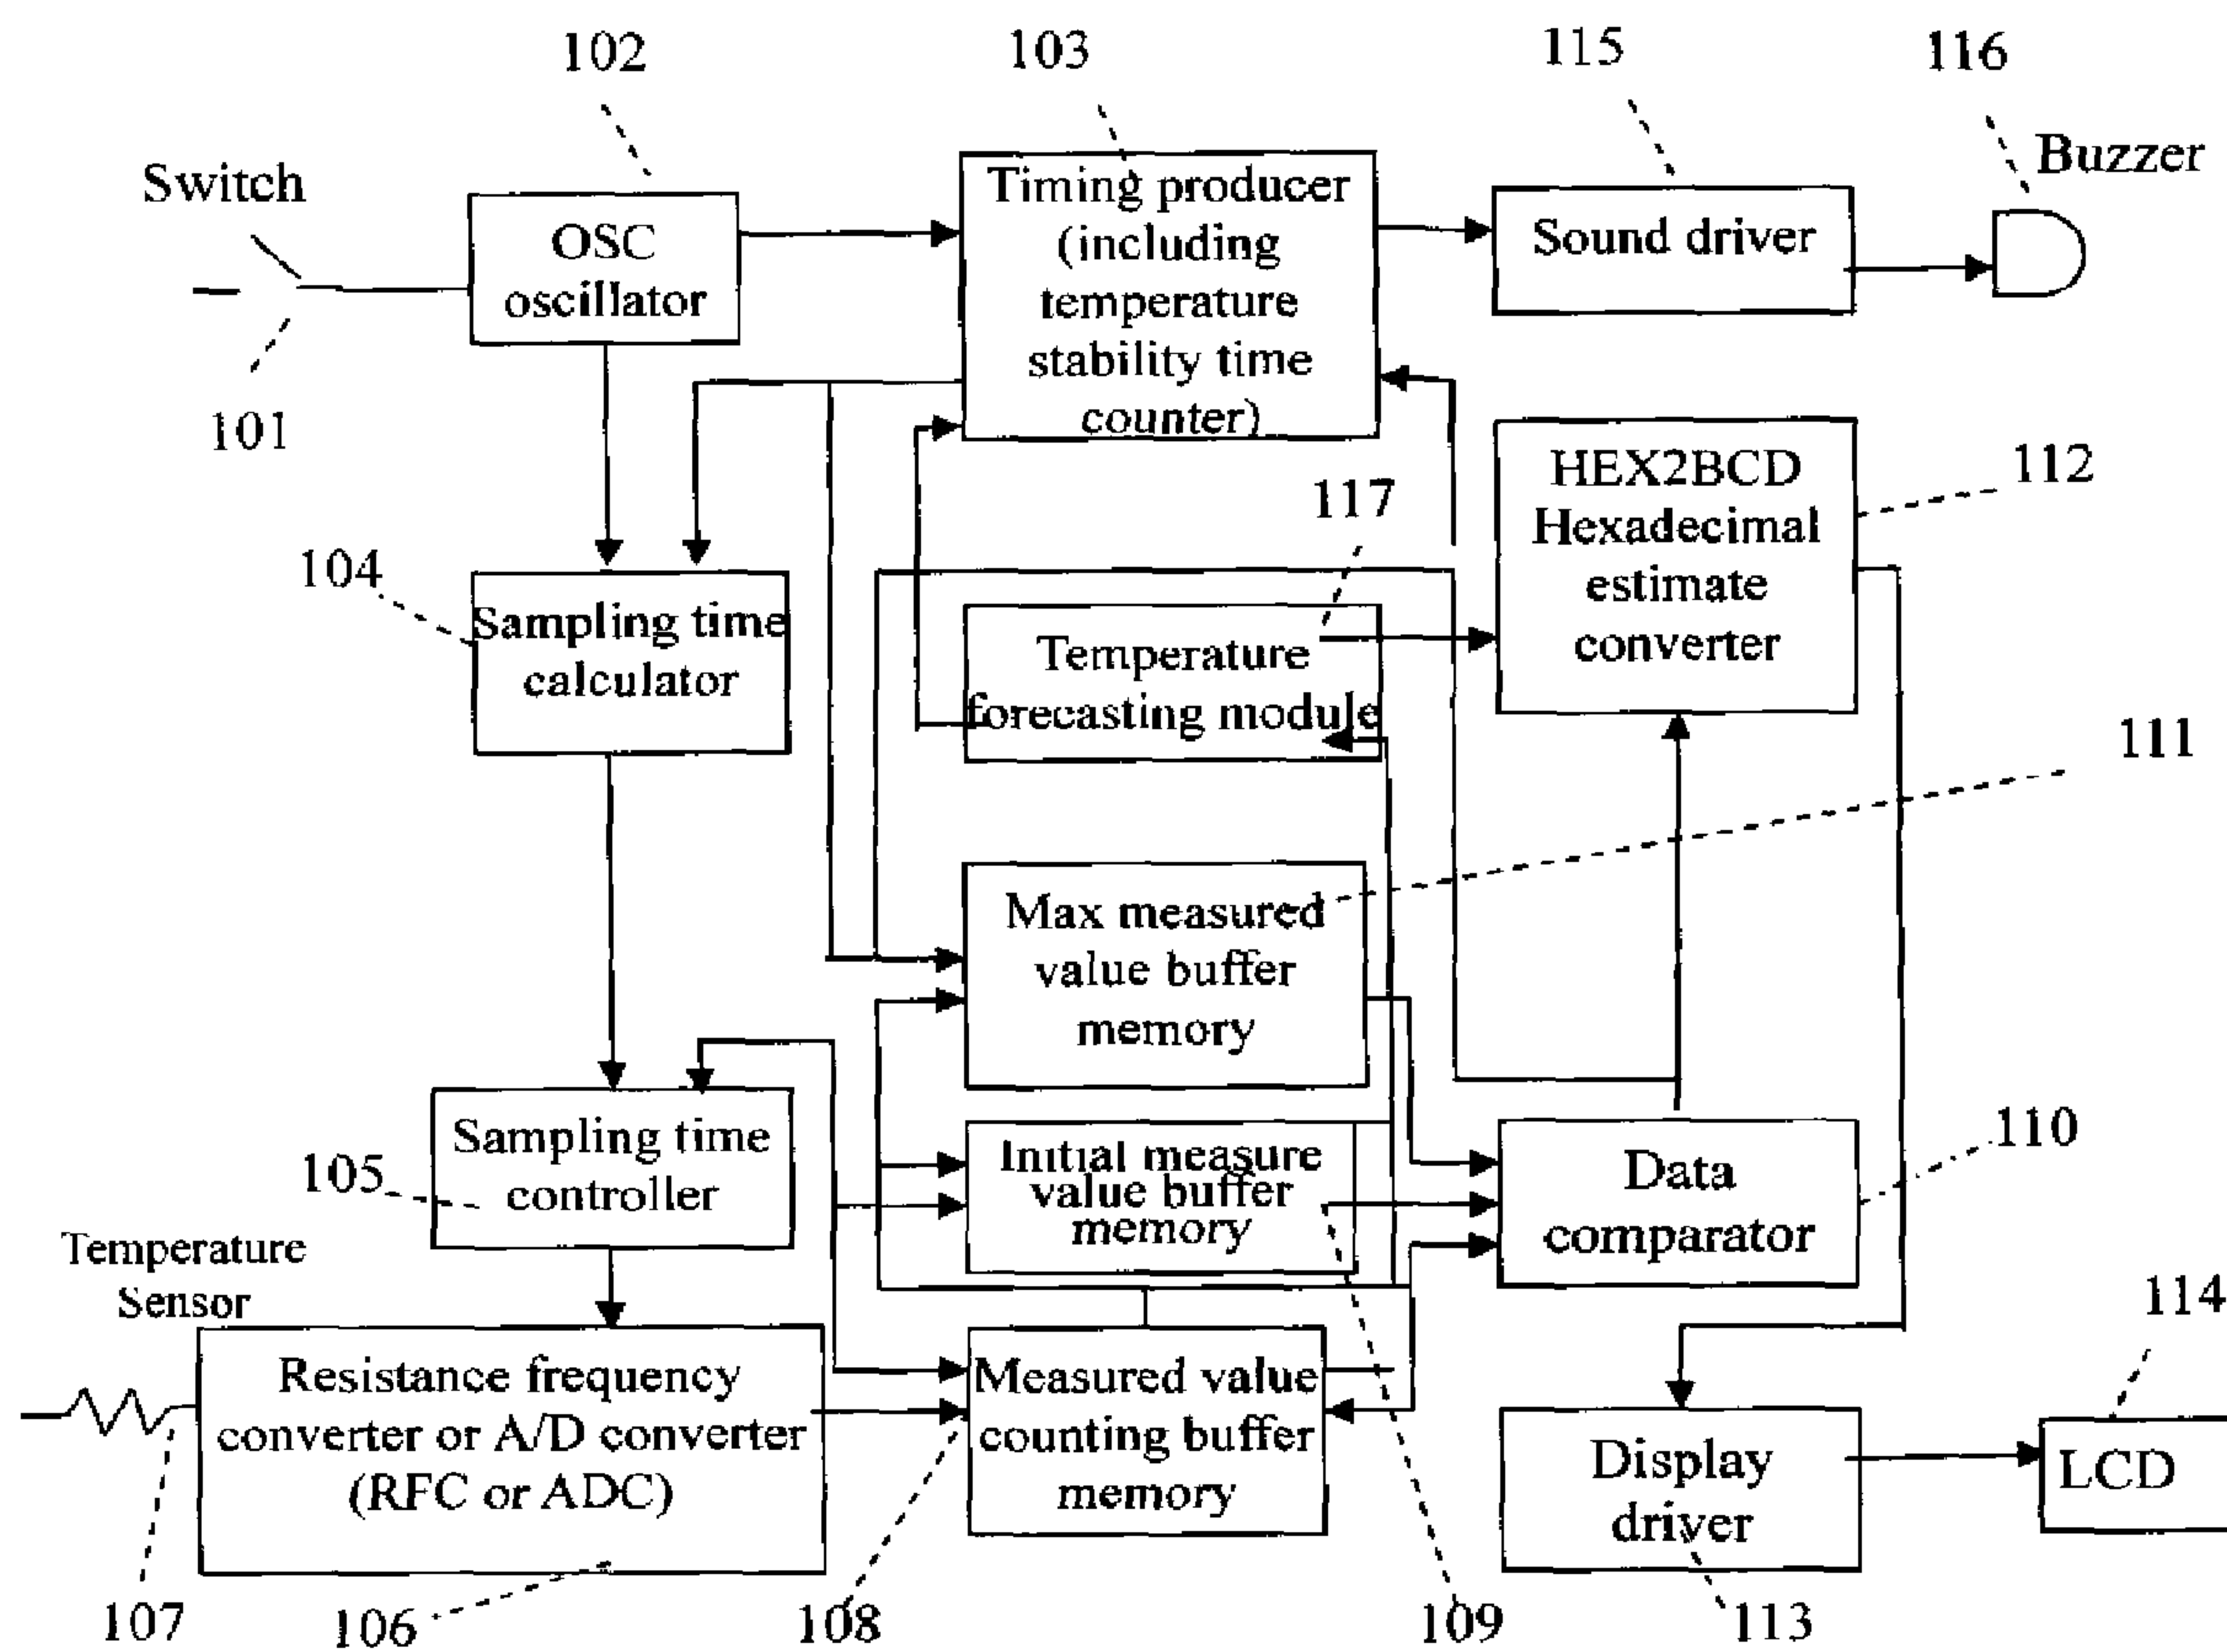 102
103
115
116
Switch
Buzzer
OSC
oscillator
Timing producer
(including
temperature
stability time
counter)
Sound driver
101
HEX2BCD
Hexadecimal
estimate
converter
112
117
104
Sampling time
calculator
Temperature
forecasting module
111
Max measured
value buffer
memory
Sampling time
controller
105
Initial measure
value buffer
memory
Data
comparator
110
Temperature
Sensor
Resistance frequency
converter or A/D converter
(RFC or ADC)
Measured value
counting buffer
memory
Display
driver
114
LCD
107
106
108
109
113